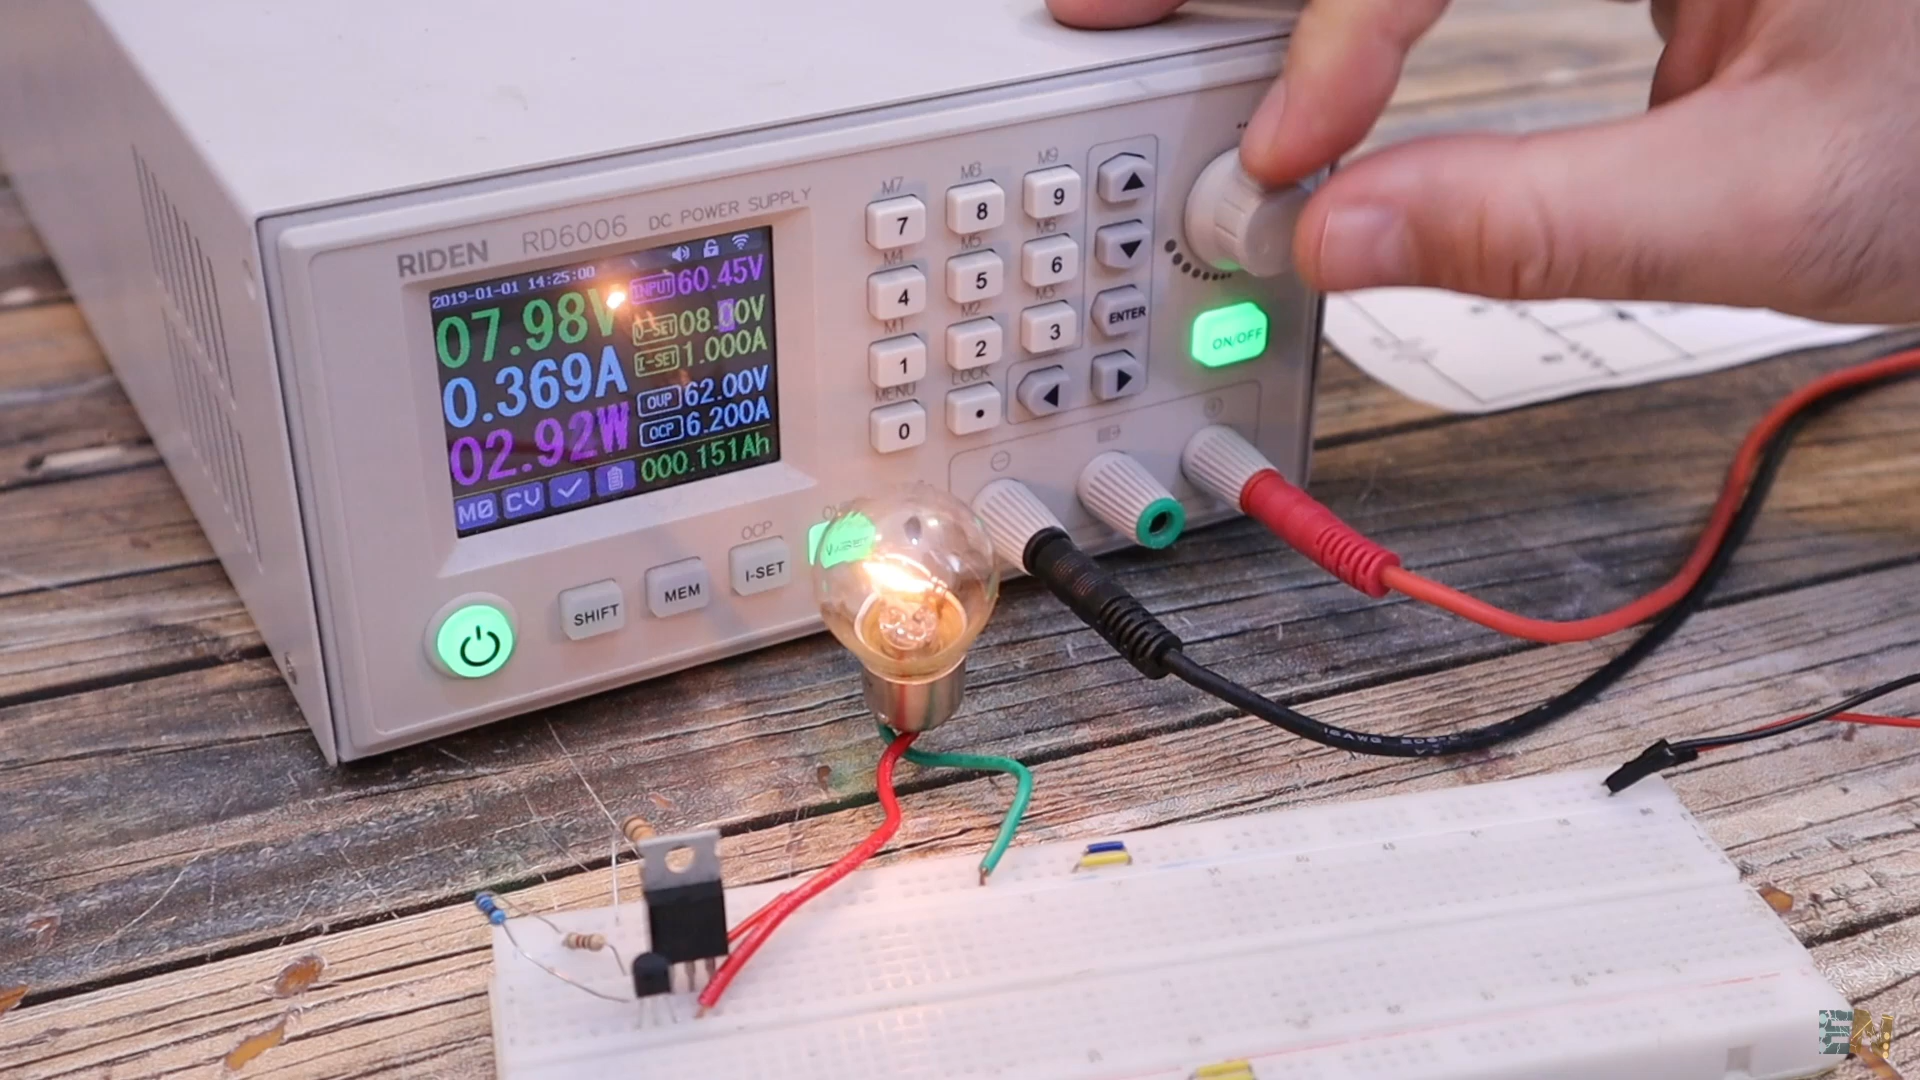 RIDEN RD6006 DC POWER SUPPLY
2019-01-01 14:25:00
07.98V
0.369A
02.92W
INPUT 60.45V
U-SET 08.00V
I-SET 1.000A
OUP 62.00V
OCP 6.200A
000.151Ah
M0 CV
M7 M8 M9
7 8 9
M4 M5 M6
4 5 6
M1 M2 M3
1 2 3
ENTER
MENU LOCK
0 .
ON/OFF
OCP
SHIFT MEM I-SET
16AWG